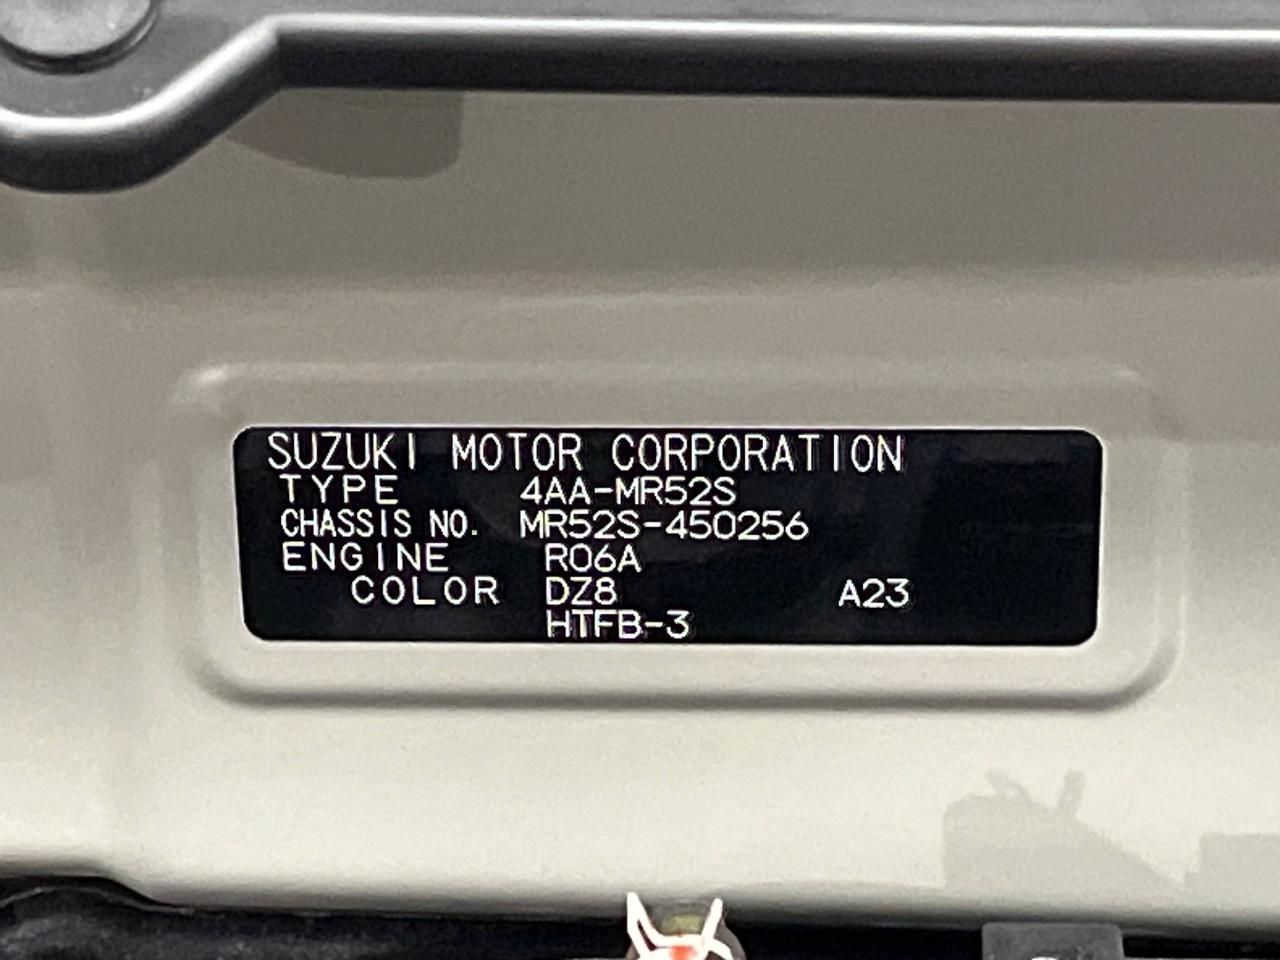 SUZUKI MOTOR CORPORATION
TYPE 4AA-MR52S
CHASSIS NO. MR52S-450256
ENGINE R06A
COLOR DZ8 A23
HTFB-3